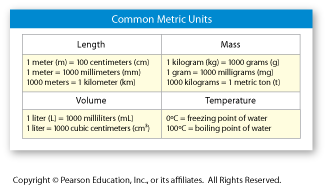 Common Metric Units
Length
1 meter (m) = 100 centimeters (cm)
1 meter = 1000 millimeters (mm)
1000 meters = 1 kilometer (km)
Mass
1 kilogram (kg) = 1000 grams (g)
1 gram = 1000 milligrams (mg)
1000 kilograms = 1 metric ton (t)
Volume
1 liter (L) = 1000 milliliters (mL)
1 liter = 1000 cubic centimeters (cm³)
Temperature
0ºC = freezing point of water
100ºC = boiling point of water
Copyright © Pearson Education, Inc., or its affiliates. All Rights Reserved.